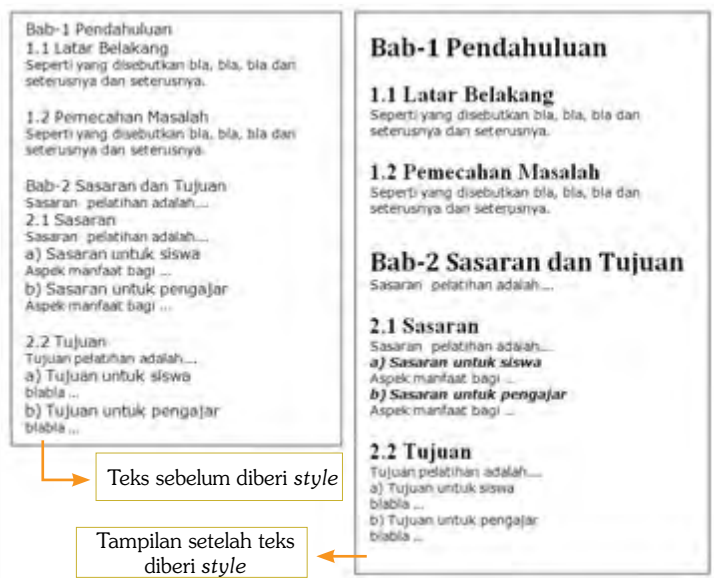 Bab-1 Pendahuluan
1.1 Latar Belakang
Seperti yang disebutkan bla, bla, bla dan
seterusnya dan seterusnya.
1.2 Pemecahan Masalah
Seperti yang disebutkan bla, bla, bla dan
seterusnya dan seterusnya.
Bab-2 Sasaran dan Tujuan
Sasaran pelatihan adalah....
2.1 Sasaran
Sasaran pelatihan adalah....
a) Sasaran untuk siswa
Aspek manfaat bagi ...
b) Sasaran untuk pengajar
Aspek manfaat bagi ...
2.2 Tujuan
Tujuan pelatihan adalah....
a) Tujuan untuk siswa
blabla ...
b) Tujuan untuk pengajar
blabla ...
Teks sebelum diberi style
Bab-1 Pendahuluan
1.1 Latar Belakang
Seperti yang disebutkan bla, bla, bla dan
seterusnya dan seterusnya.
1.2 Pemecahan Masalah
Seperti yang disebutkan bla, bla, bla dan
seterusnya dan seterusnya.
Bab-2 Sasaran dan Tujuan
Sasaran pelatihan adalah....
2.1 Sasaran
Sasaran pelatihan adalah....
a) Sasaran untuk siswa
Aspek manfaat bagi ...
b) Sasaran untuk pengajar
Aspek manfaat bagi ...
2.2 Tujuan
Tujuan pelatihan adalah....
a) Tujuan untuk siswa
blabla ...
b) Tujuan untuk pengajar
blabla ...
Tampilan setelah teks
diberi style